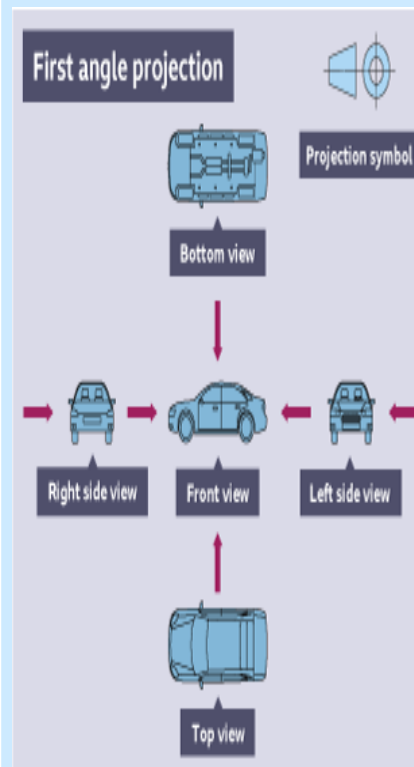 First angle projection
Projection symbol
Bottom view
Right side view
Front view
Left side view
Top view